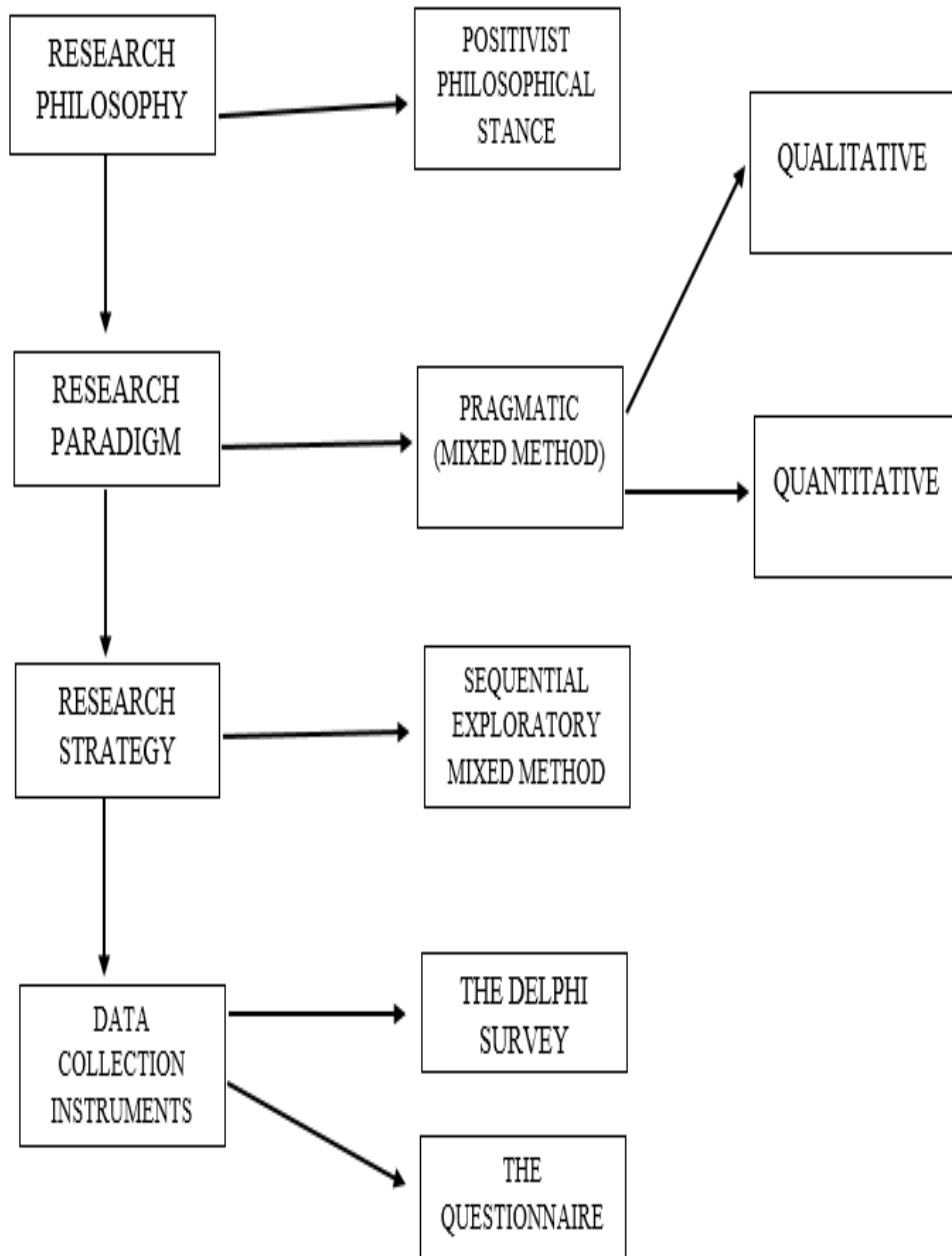 RESEARCH
PHILOSOPHY
POSITIVIST
PHILOSOPHICAL
STANCE
QUALITATIVE
RESEARCH
PARADIGM
PRAGMATIC
(MIXED METHOD)
QUANTITATIVE
RESEARCH
STRATEGY
SEQUENTIAL
EXPLORATORY
MIXED METHOD
DATA
COLLECTION
INSTRUMENTS
THE DELPHI
SURVEY
THE
QUESTIONNAIRE